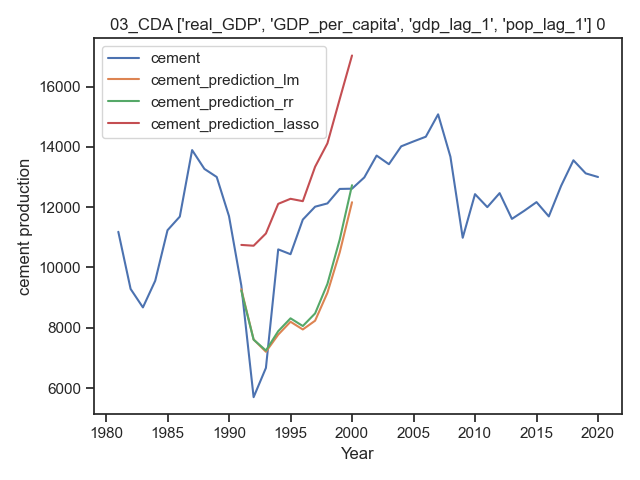 03_CDA ['real_GDP', 'GDP_per_capita', 'gdp_lag_1', 'pop_lag_1'] 0
cement
cement_prediction_lm
cement_prediction_rr
cement_prediction_lasso
16000
14000
12000
10000
8000
6000
cement production
1980 1985 1990 1995 2000 2005 2010 2015 2020
Year